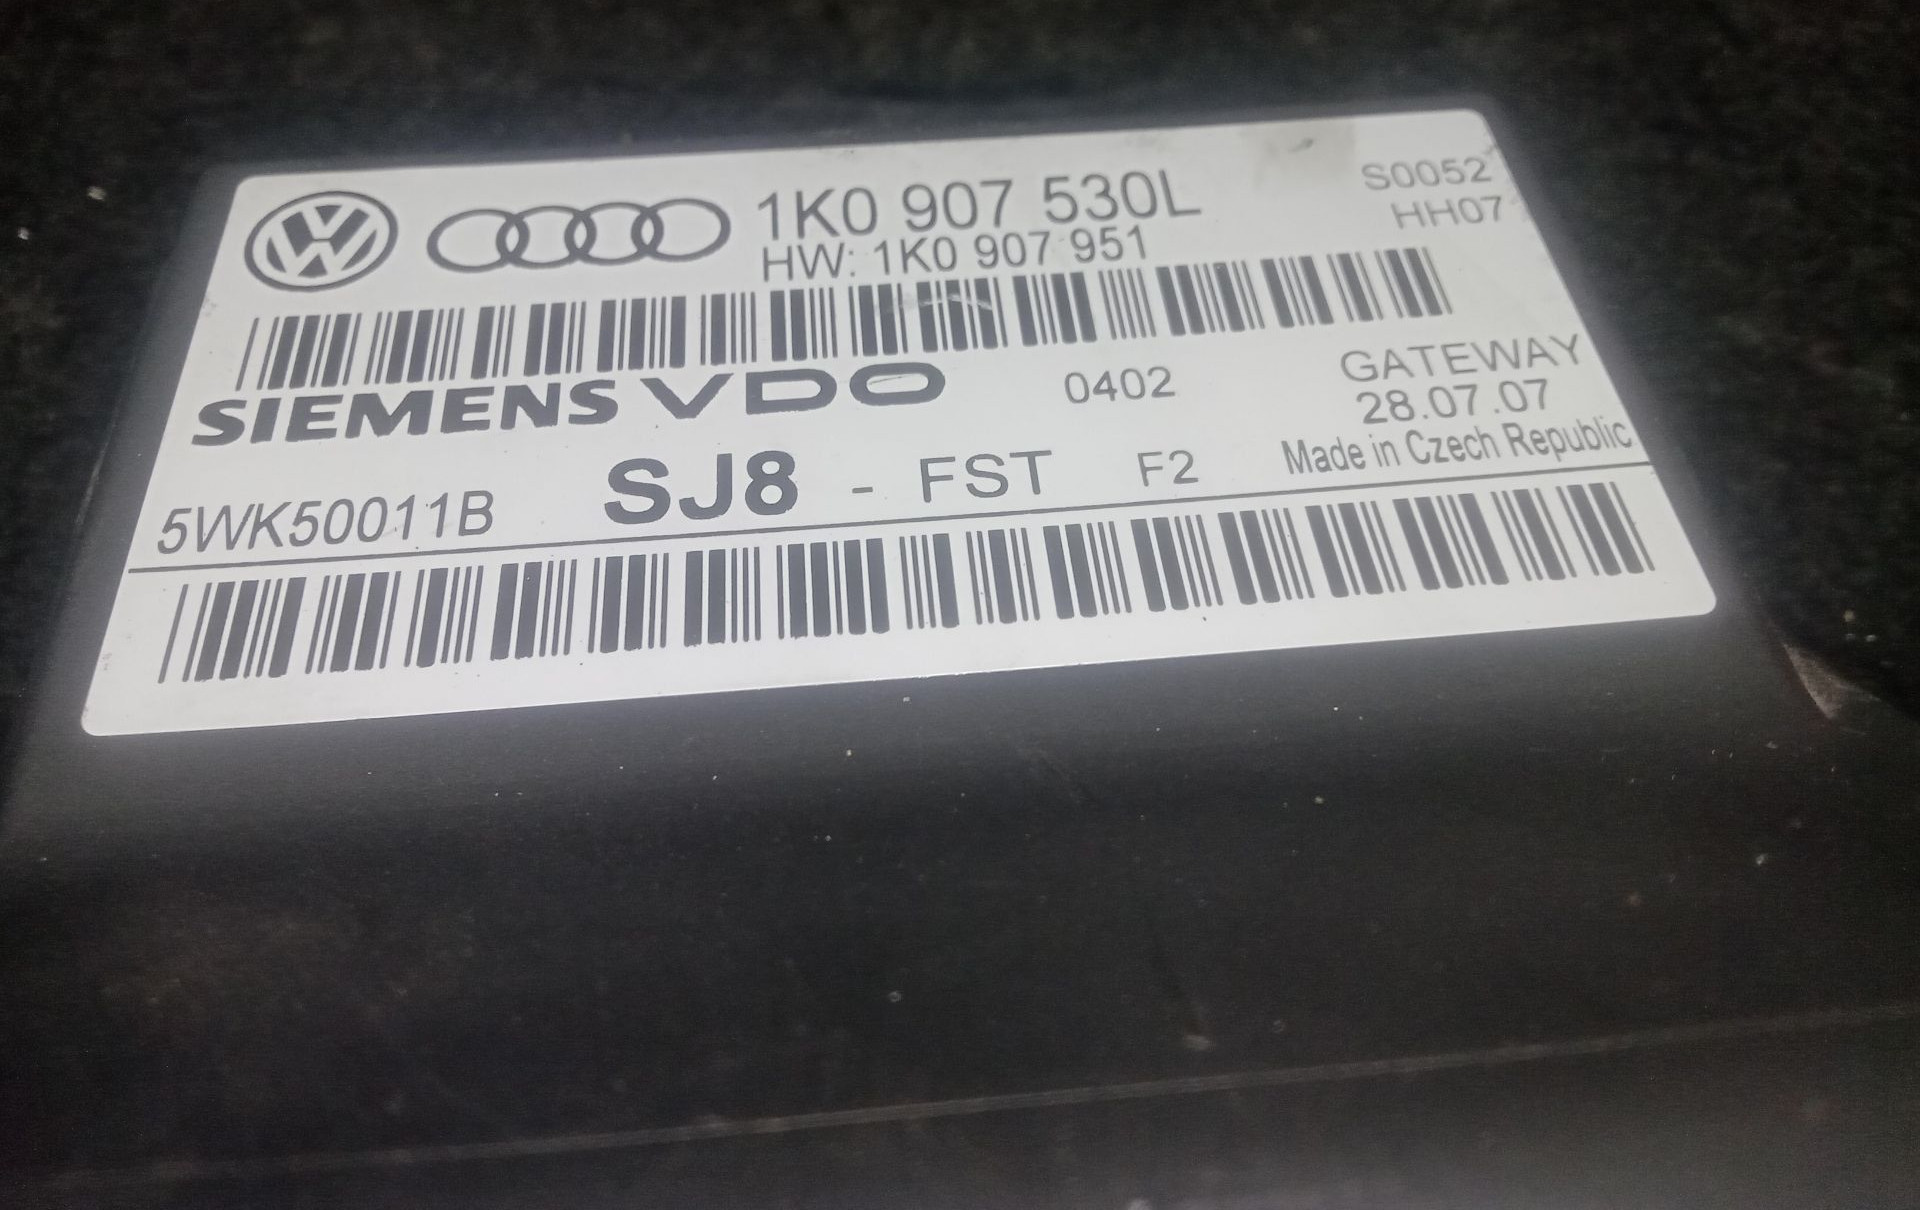 1K0 907 530L
HW: 1K0 907 951
S0052
HH07
SIEMENS VDO
0402
GATEWAY
28.07.07
Made in Czech Republic
5WK50011B
SJ8 - FST F2